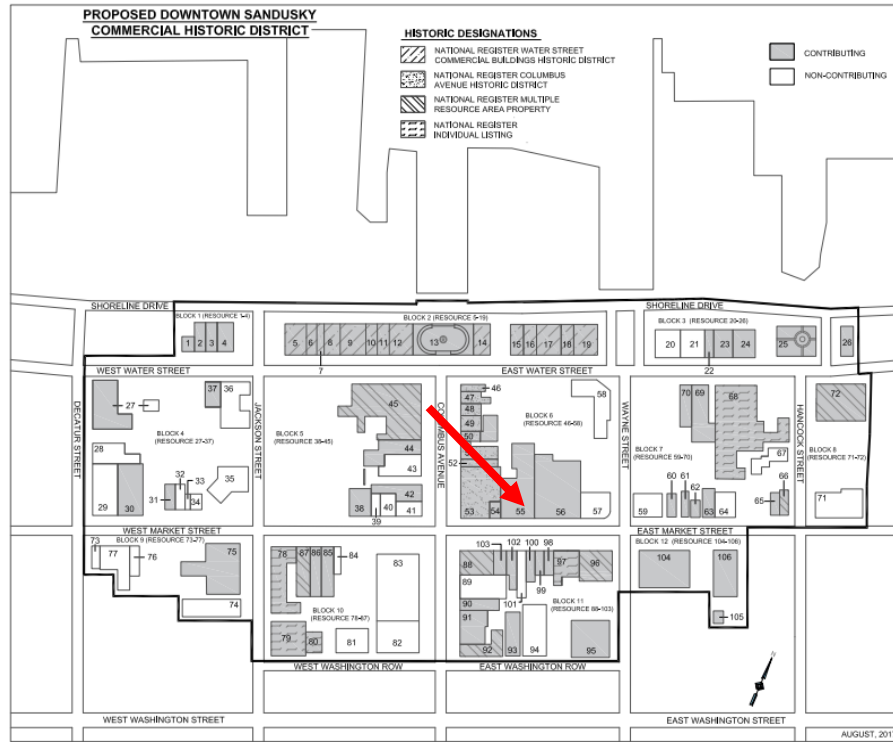 PROPOSED DOWNTOWN SANDUSKY
COMMERCIAL HISTORIC DISTRICT
HISTORIC DESIGNATIONS
NATIONAL REGISTER WATER STREET
COMMERCIAL BUILDINGS HISTORIC DISTRICT
NATIONAL REGISTER COLUMBUS
AVENUE HISTORIC DISTRICT
NATIONAL REGISTER MULTIPLE
RESOURCE AREA PROPERTY
NATIONAL REGISTER
INDIVIDUAL LISTING
CONTRIBUTING
NON-CONTRIBUTING
SHORELINE DRIVE
SHORELINE DRIVE
BLOCK 1 (RESOURCE 1-4)
1 2 3 4
BLOCK 2 (RESOURCE 5-19)
5 6 8 9 10 11 12 13 14 15 16 17 18 19
7
BLOCK 3 (RESOURCE 20-26)
20 21 23 24 25 26
22
WEST WATER STREET
EAST WATER STREET
DECATUR STREET
JACKSON STREET
COLUMBUS AVENUE
WAYNE STREET
HANCOCK STREET
27
37 36
BLOCK 4
(RESOURCE 27-37)
28
29 30 31 32 33 34 35
BLOCK 5
(RESOURCE 38-45)
45
44
43
42
38 39 40 41
46
47
48
49
50
52
53 54 55 56 57
BLOCK 6
(RESOURCE 46-58)
58
70 69 68
BLOCK 7
(RESOURCE 59-70)
67
66
59 60 61 62 63 64 65
72
BLOCK 8
(RESOURCE 71-72)
71
WEST MARKET STREET
EAST MARKET STREET
73
BLOCK 9 (RESOURCE 73-77)
77 76 75
74
78 87 86 85 84
83
BLOCK 10
(RESOURCE 78-87)
79 80 81 82
103 102 100 98
88 101 99 97 96
89
90
91
BLOCK 11
(RESOURCE 88-103)
92 93 94 95
BLOCK 12 (RESOURCE 104-106)
104 106
105
WEST WASHINGTON ROW
EAST WASHINGTON ROW
N
WEST WASHINGTON STREET
EAST WASHINGTON STREET
AUGUST, 201